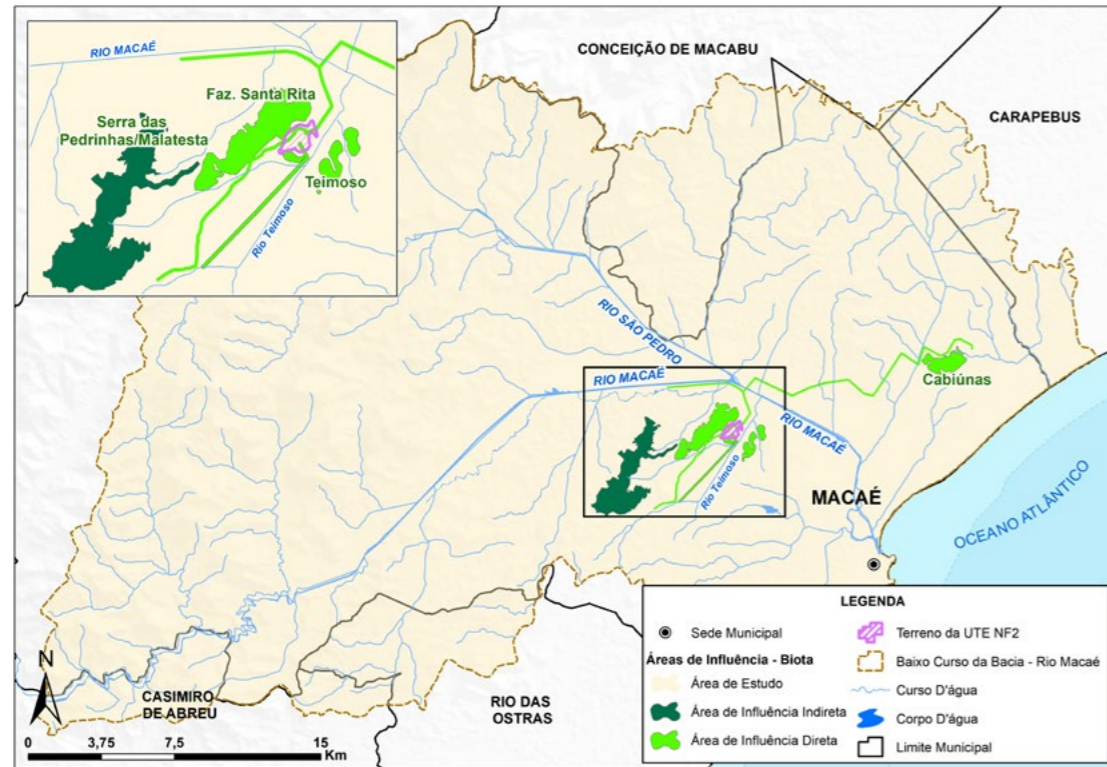 RIO MACAÉ
Faz. Santa Rita
Serra das
Pedrinhas/Malatesta
Teimoso
Rio Teimoso
CONCEIÇÃO DE MACABU
CARAPEBUS
RIO SÃO PEDRO
RIO MACAÉ
Cabiúnas
RIO MACAÉ
Rio Teimoso
MACAÉ
OCEANO ATLÂNTICO
N
CASIMIRO
DE ABREU
RIO DAS
OSTRAS
0 3,75 7,5 15
Km
LEGENDA
Sede Municipal
Áreas de Influência - Biota
Área de Estudo
Área de Influência Indireta
Área de Influência Direta
Terreno da UTE NF2
Baixo Curso da Bacia - Rio Macaé
Curso D'água
Corpo D'água
Limite Municipal